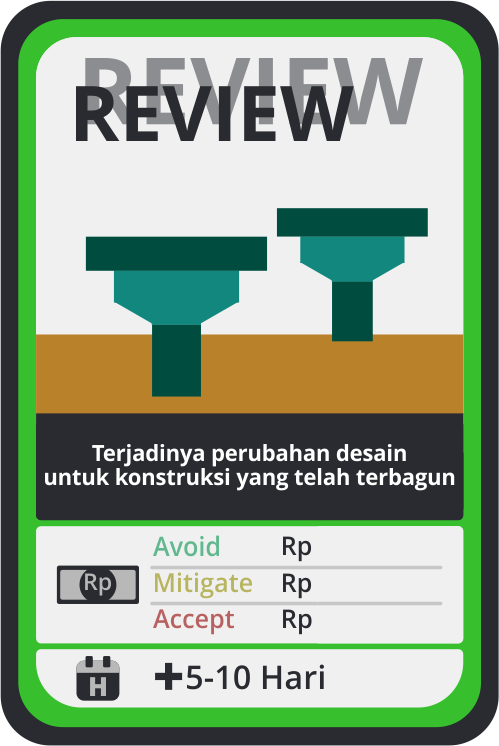 REVIEW
REVIEW
Terjadinya perubahan desain
untuk konstruksi yang telah terbagun
Avoid Rp
Rp Mitigate Rp
Accept Rp
H +5-10 Hari